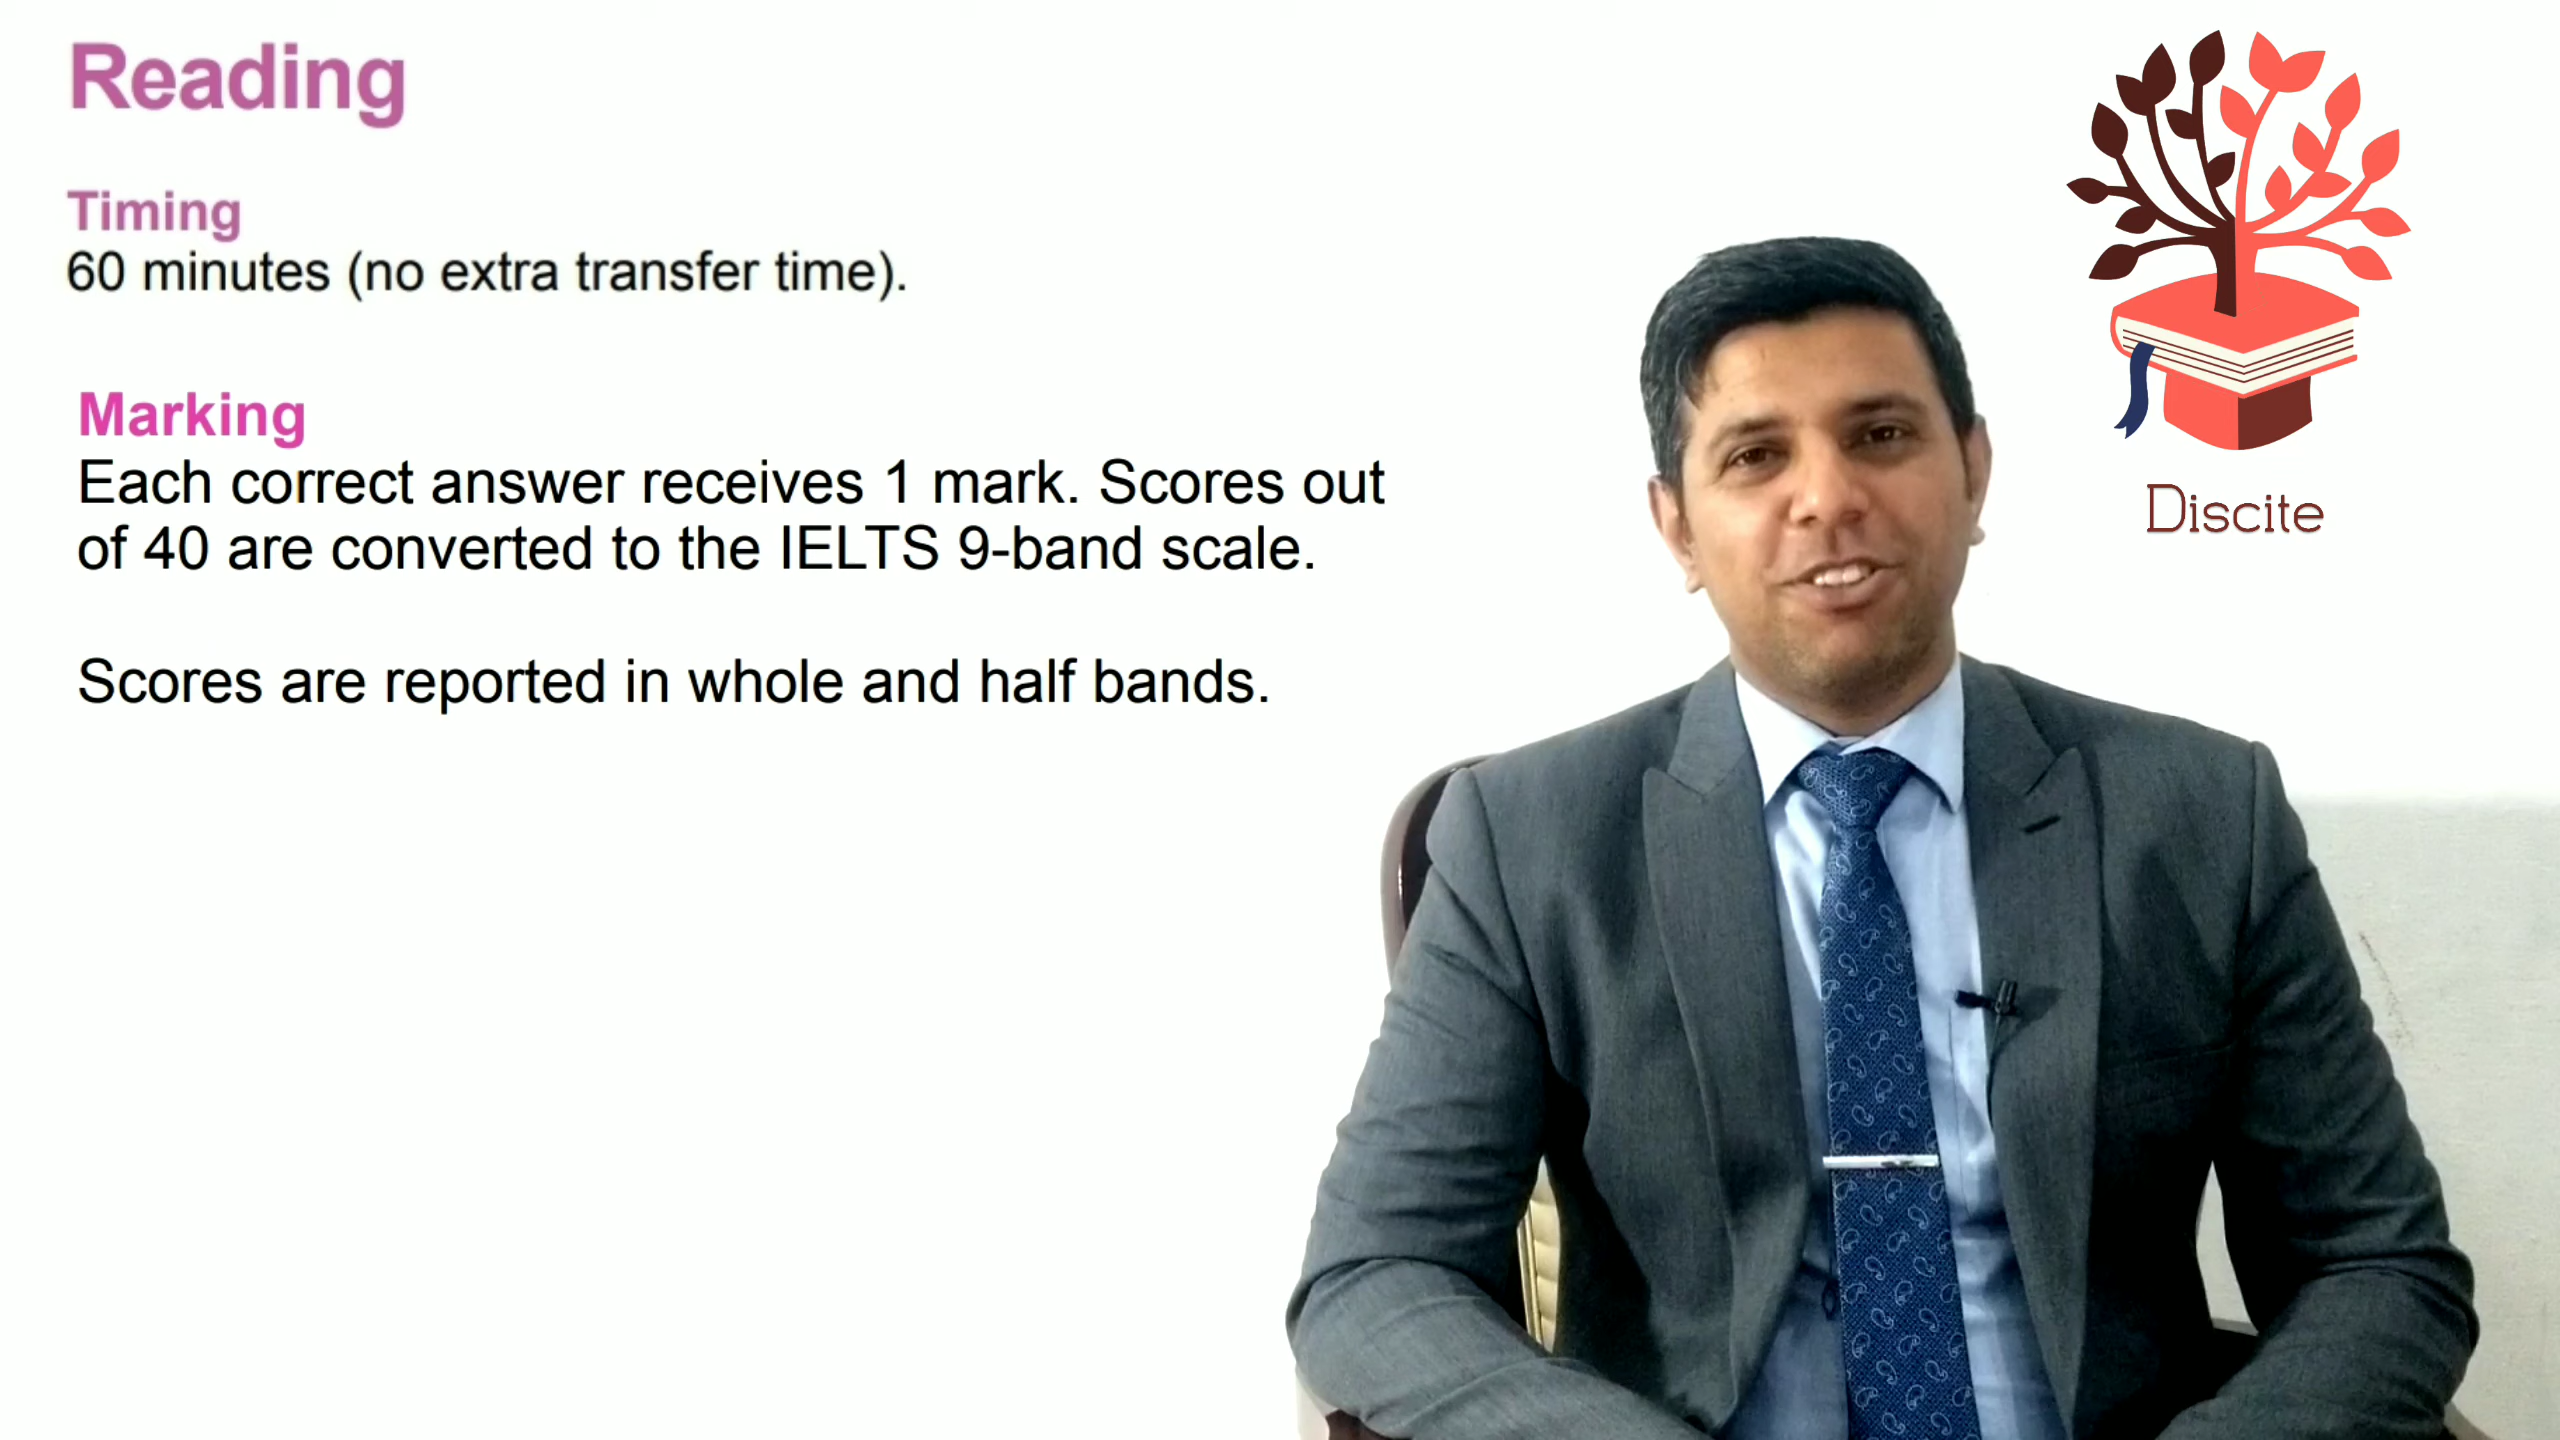 Reading
Timing
60 minutes (no extra transfer time).
Marking
Each correct answer receives 1 mark. Scores out
of 40 are converted to the IELTS 9-band scale.
Scores are reported in whole and half bands.
Discite